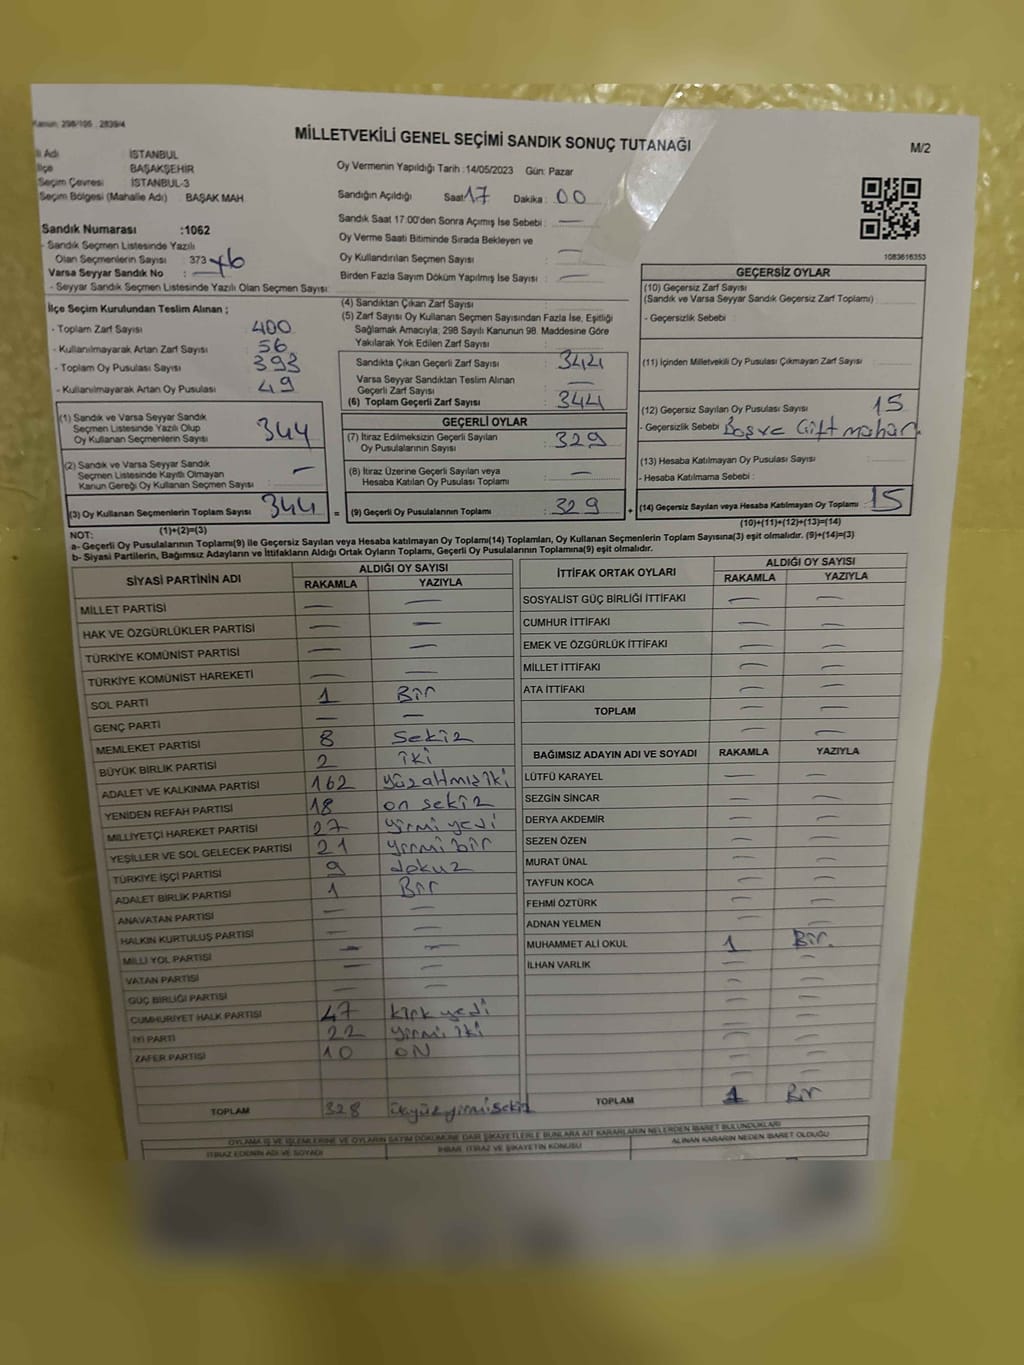 Kanun: 298/105 : 2839/4
MİLLETVEKİLİ GENEL SEÇİMİ SANDIK SONUÇ TUTANAĞI
M/2
İl Adı İSTANBUL
İlçe BAŞAKŞEHİR
Seçim Çevresi İSTANBUL-3
Seçim Bölgesi (Mahalle Adı) BAŞAK MAH.
Oy Vermenin Yapıldığı Tarih :14/05/2023 Gün: Pazar
Sandığın Açıldığı Saat 17 Dakika : 00
Sandık Saat 17:00'den Sonra Açımış İse Sebebi : —
Oy Verme Saati Bitiminde Sırada Bekleyen ve
Oy Kullandırılan Seçmen Sayısı : —
Birden Fazla Sayım Döküm Yapılmış İse Sayısı : —
Sandık Numarası :1062
- Sandık Seçmen Listesinde Yazılı
Olan Seçmenlerin Sayısı : 373
Varsa Seyyar Sandık No : —
- Seyyar Sandık Seçmen Listesinde Yazılı Olan Seçmen Sayısı:
1083616353
İlçe Seçim Kurulundan Teslim Alınan ;
- Toplam Zarf Sayısı : 400
- Kullanılmayarak Artan Zarf Sayısı : 56
- Toplam Oy Pusulası Sayısı : 393
- Kullanılmayarak Artan Oy Pusulası : 49
(1) Sandık ve Varsa Seyyar Sandık
Seçmen Listesinde Yazılı Olup
Oy Kullanan Seçmenlerin Sayısı : 344
(2) Sandık ve Varsa Seyyar Sandık
Seçmen Listesinde Kayıtlı Olmayan
Kanun Gereği Oy Kullanan Seçmen Sayısı : —
(3) Oy Kullanan Seçmenlerin Toplam Sayısı : 344 =
(1)+(2)=(3)
(4) Sandıktan Çıkan Zarf Sayısı :
(5) Zarf Sayısı Oy Kullanan Seçmen Sayısından Fazla İse, Eşitliği
Sağlamak Amacıyla; 298 Sayılı Kanunun 98. Maddesine Göre
Yakılarak Yok Edilen Zarf Sayısı :
Sandıkta Çıkan Geçerli Zarf Sayısı : 344
Varsa Seyyar Sandıktan Teslim Alınan
Geçerli Zarf Sayısı : —
(6) Toplam Geçerli Zarf Sayısı : 344
GEÇERLİ OYLAR
(7) İtiraz Edilmeksizin Geçerli Sayılan
Oy Pusulalarının Sayısı : 329
(8) İtiraz Üzerine Geçerli Sayılan veya
Hesaba Katılan Oy Pusulası Toplamı : —
(9) Geçerli Oy Pusulalarının Toplamı : 329 +
GEÇERSİZ OYLAR
(10) Geçersiz Zarf Sayısı
(Sandık ve Varsa Seyyar Sandık Geçersiz Zarf Toplamı) :
- Geçersizlik Sebebi :
(11) İçinden Milletvekili Oy Pusulası Çıkmayan Zarf Sayısı :
(12) Geçersiz Sayılan Oy Pusulası Sayısı : 15
- Geçersizlik Sebebi : Boş ve Çift mühür.
(13) Hesaba Katılmayan Oy Pusulası Sayısı :
- Hesaba Katılmama Sebebi :
(14) Geçersiz Sayılan veya Hesaba Katılmayan Oy Toplamı : 15
(10)+(11)+(12)+(13)=(14)
NOT:
a- Geçerli Oy Pusulalarının Toplamı(9) ile Geçersiz Sayılan veya Hesaba katılmayan Oy Toplamı(14) Toplamları, Oy Kullanan Seçmenlerin Toplam Sayısına(3) eşit olmalıdır. (9)+(14)=(3)
b- Siyasi Partilerin, Bağımsız Adayların ve İttifakların Aldığı Ortak Oyların Toplamı, Geçerli Oy Pusulalarının Toplamına(9) eşit olmalıdır.
SİYASİ PARTİNİN ADI ALDIĞI OY SAYISI
RAKAMLA YAZIYLA
MİLLET PARTİSİ — —
HAK VE ÖZGÜRLÜKLER PARTİSİ — —
TÜRKİYE KOMÜNİST PARTİSİ — —
TÜRKİYE KOMÜNİST HAREKETİ — —
SOL PARTİ 1 Bir
GENÇ PARTİ — —
MEMLEKET PARTİSİ 8 Sekiz
BÜYÜK BİRLİK PARTİSİ 2 iki
ADALET VE KALKINMA PARTİSİ 162 yüzaltmışiki
YENİDEN REFAH PARTİSİ 18 on sekiz
MİLLİYETÇİ HAREKET PARTİSİ 27 yirmi yedi
YEŞİLLER VE SOL GELECEK PARTİSİ 21 yirmi bir
TÜRKİYE İŞÇİ PARTİSİ 9 dokuz
ADALET BİRLİK PARTİSİ 1 Bir
ANAVATAN PARTİSİ — —
HALKIN KURTULUŞ PARTİSİ — —
MİLLİ YOL PARTİSİ — —
VATAN PARTİSİ — —
GÜÇ BİRLİĞİ PARTİSİ — —
CUMHURİYET HALK PARTİSİ 47 kırk yedi
İYİ PARTİ 22 yirmi iki
ZAFER PARTİSİ 10 ON
TOPLAM 328 üçyüzyirmisekiz
İTTİFAK ORTAK OYLARI ALDIĞI OY SAYISI
RAKAMLA YAZIYLA
SOSYALİST GÜÇ BİRLİĞİ İTTİFAKI — —
CUMHUR İTTİFAKI — —
EMEK VE ÖZGÜRLÜK İTTİFAKI — —
MİLLET İTTİFAKI — —
ATA İTTİFAKI — —
TOPLAM — —
— —
BAĞIMSIZ ADAYIN ADI VE SOYADI RAKAMLA YAZIYLA
LÜTFÜ KARAYEL — —
SEZGİN SİNCAR — —
DERYA AKDEMİR — —
SEZEN ÖZEN — —
MURAT ÜNAL — —
TAYFUN KOCA — —
FEHMİ ÖZTÜRK — —
ADNAN YELMEN — —
MUHAMMET ALİ OKUL 1 Bir.
İLHAN VARLIK — —
TOPLAM 1 Bir
OYLAMA İŞ VE İŞLEMLERİNE VE OYLARIN SAYIM DÖKÜMÜNE DAİR ŞİKAYETLERLE BUNLARA AİT KARARLARIN NELERDEN İBARET BULUNDUKLARI
İTİRAZ EDENİN ADI VE SOYADI İHBAR, İTİRAZ VE ŞİKAYETİN KONUSU ALINAN KARARIN NEDEN İBARET OLDUĞU